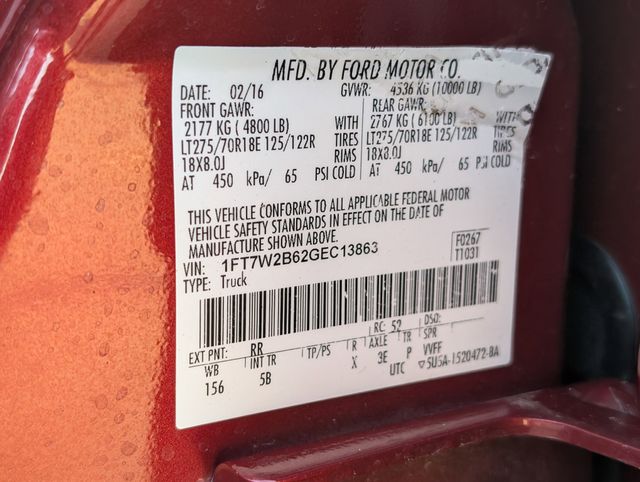 MFD. BY FORD MOTOR CO.
DATE: 02/16 GVWR: 4536 KG (10000 LB)
FRONT GAWR: REAR GAWR:
2177 KG ( 4800 LB) WITH 2767 KG ( 6100 LB) WITH
LT275/70R18E 125/122R TIRES LT275/70R18E 125/122R TIRES
18X8.0J RIMS 18X8.0J RIMS
AT 450 kPa/ 65 PSI COLD AT 450 kPa/ 65 PSI COLD
THIS VEHICLE CONFORMS TO ALL APPLICABLE FEDERAL MOTOR
VEHICLE SAFETY STANDARDS IN EFFECT ON THE DATE OF
MANUFACTURE SHOWN ABOVE.
VIN: 1FT7W2B62GEC13863 F0267
TYPE: Truck T1031
EXT PNT: RR RC: 52 DSO:
WB INT TR TP/PS R AXLE TR SPR
156 5B X 3E P VVFF
UTC ▽5U5A-1520472-BA